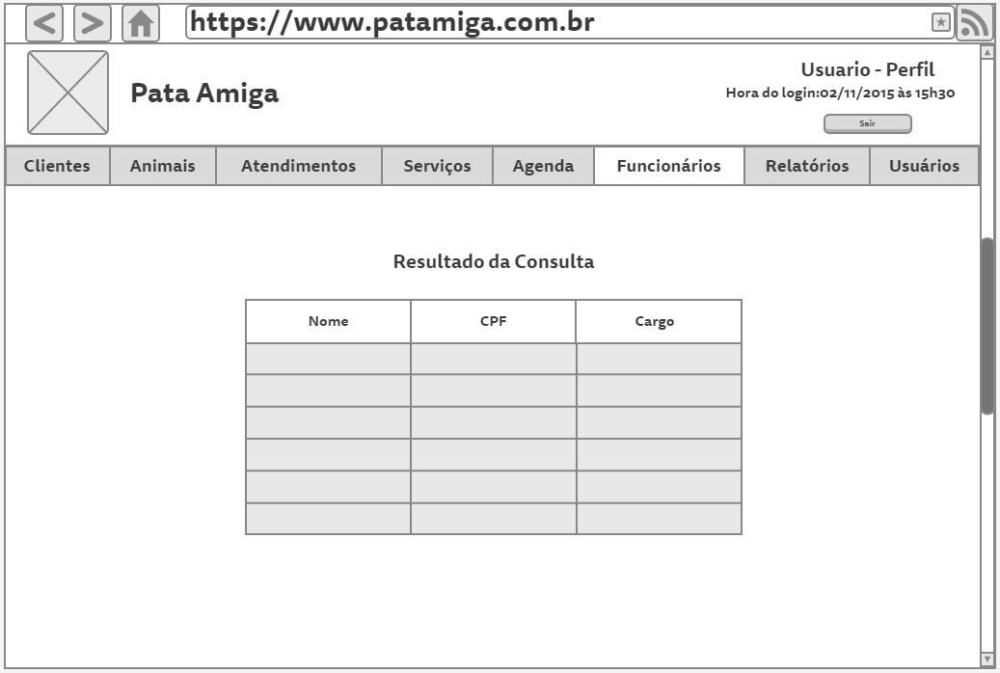 https://www.patamiga.com.br
Pata Amiga
Usuario - Perfil
Hora do login:02/11/2015 às 15h30
Sair
Clientes Animais Atendimentos Serviços Agenda Funcionários Relatórios Usuários
Resultado da Consulta
Nome CPF Cargo